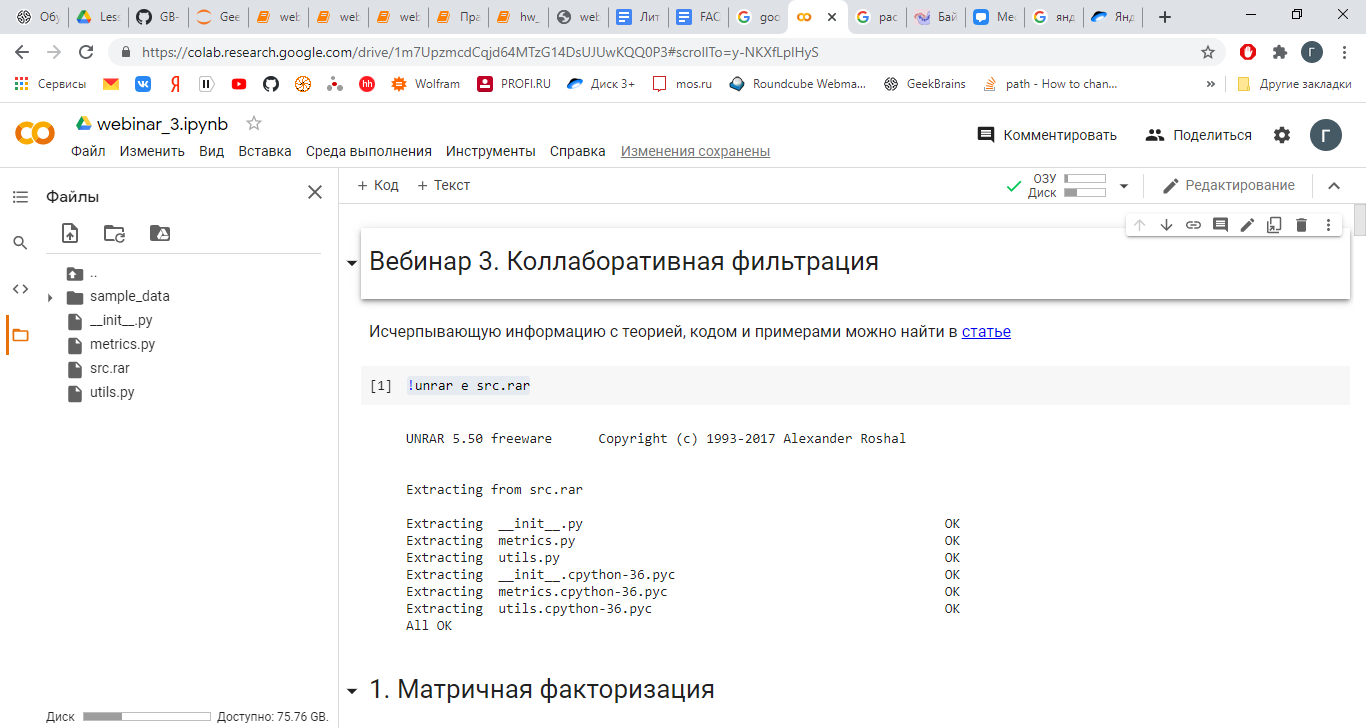 Обу
Less
GB-
Gee
web
web
web
Пра
hw_
web
Лит
FAC
goc
рас
Бай
Мес
янд
Янд
https://colab.research.google.com/drive/1m7UpzmcdCqjd64MTzG14DsUJUwKQQ0P3#scrollTo=y-NKXfLpIHyS
Г
Сервисы
Wolfram
PROFI.RU
Диск 3+
mos.ru
Roundcube Webma...
GeekBrains
path - How to chan...
»
Другие закладки
webinar_3.ipynb
Комментировать
Поделиться
Г
Файл Изменить Вид Вставка Среда выполнения Инструменты Справка Изменения сохранены
Файлы
+ Код + Текст
ОЗУ
Диск
Редактирование
..
sample_data
__init__.py
metrics.py
src.rar
utils.py
Вебинар 3. Коллаборативная фильтрация
Исчерпывающую информацию с теорией, кодом и примерами можно найти в статье
[1] !unrar e src.rar
UNRAR 5.50 freeware Copyright (c) 1993-2017 Alexander Roshal
Extracting from src.rar
Extracting __init__.py OK
Extracting metrics.py OK
Extracting utils.py OK
Extracting __init__.cpython-36.pyc OK
Extracting metrics.cpython-36.pyc OK
Extracting utils.cpython-36.pyc OK
All OK
1. Матричная факторизация
Диск Доступно: 75.76 GB.